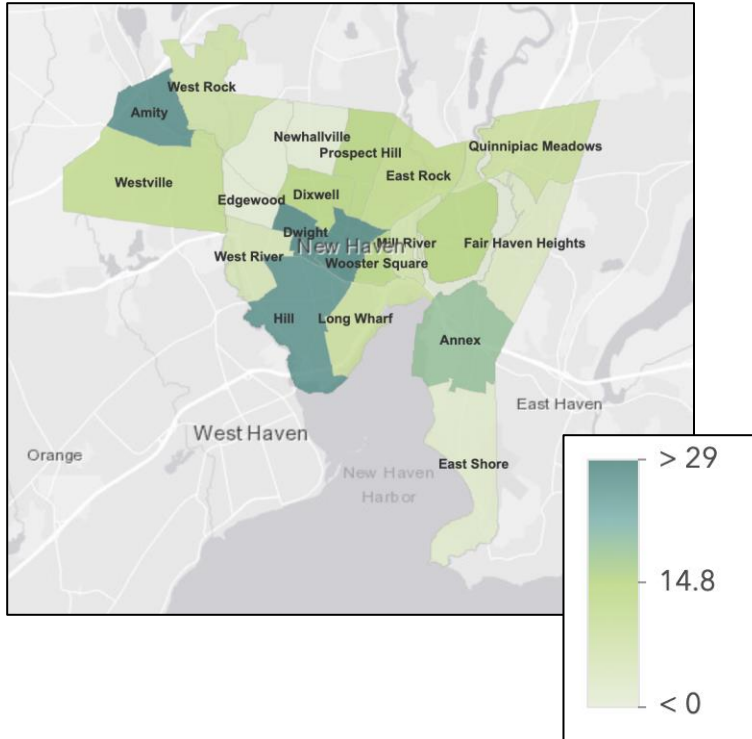 West Rock
Amity
Newhallville
Prospect Hill
Quinnipiac Meadows
East Rock
Westville
Dixwell
Edgewood
Dwight
New Haven
Mill River
Fair Haven Heights
West River
Wooster Square
Hill
Long Wharf
Annex
East Haven
West Haven
Orange
East Shore
New Haven
Harbor
> 29
14.8
< 0